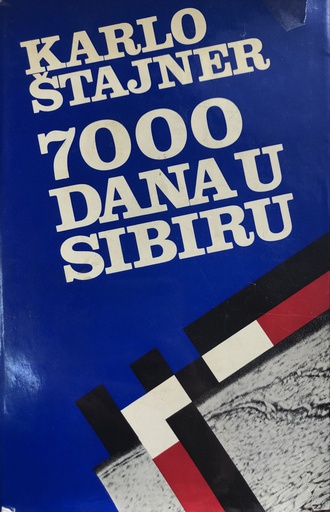 KARLO
ŠTAJNER
7000
DANA U
SIBIRU